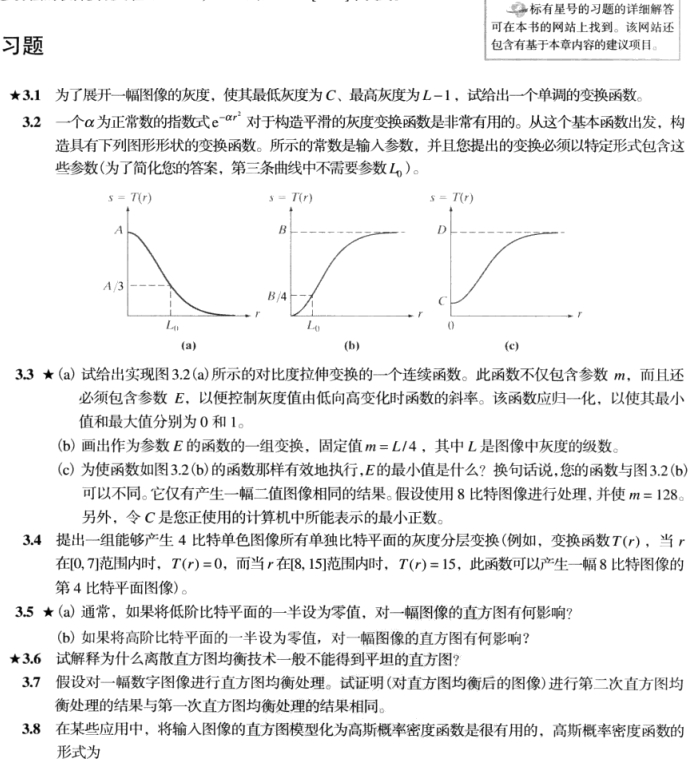 标有星号的习题的详细解答
可在本书的网站上找到。该网站还
包含有基于本章内容的建议项目。
习题
★3.1 为了展开一幅图像的灰度，使其最低灰度为 C、最高灰度为 L−1，试给出一个单调的变换函数。
3.2 一个α为正常数的指数式 e^{−αr²} 对于构造平滑的灰度变换函数是非常有用的。从这个基本函数出发，构
造具有下列图形形状的变换函数。所示的常数是输入参数，并且您提出的变换必须以特定形式包含这
些参数(为了简化您的答案，第三条曲线中不需要参数 L₀)。
s = T(r) s = T(r) s = T(r)
A B D
A/3 B/4 C
L₀ r L₀ r 0 r
(a) (b) (c)
3.3 ★(a) 试给出实现图3.2(a)所示的对比度拉伸变换的一个连续函数。此函数不仅包含参数 m，而且还
必须包含参数 E，以便控制灰度值由低向高变化时函数的斜率。该函数应归一化，以使其最小
值和最大值分别为 0 和 1。
(b) 画出作为参数 E 的函数的一组变换，固定值 m = L/4，其中 L 是图像中灰度的级数。
(c) 为使函数如图3.2(b)的函数那样有效地执行，E的最小值是什么？换句话说，您的函数与图3.2(b)
可以不同。它仅有产生一幅二值图像相同的结果。假设使用 8 比特图像进行处理，并使 m = 128。
另外，令 C 是您正使用的计算机中所能表示的最小正数。
3.4 提出一组能够产生 4 比特单色图像所有单独比特平面的灰度分层变换(例如，变换函数T(r)，当 r
在[0, 7]范围内时，T(r) = 0，而当 r 在[8, 15]范围内时，T(r) = 15，此函数可以产生一幅 8 比特图像的
第 4 比特平面图像)。
3.5 ★(a) 通常，如果将低阶比特平面的一半设为零值，对一幅图像的直方图有何影响？
(b) 如果将高阶比特平面的一半设为零值，对一幅图像的直方图有何影响？
★3.6 试解释为什么离散直方图均衡技术一般不能得到平坦的直方图？
3.7 假设对一幅数字图像进行直方图均衡处理。试证明(对直方图均衡后的图像)进行第二次直方图均
衡处理的结果与第一次直方图均衡处理的结果相同。
3.8 在某些应用中，将输入图像的直方图模型化为高斯概率密度函数是很有用的，高斯概率密度函数的
形式为